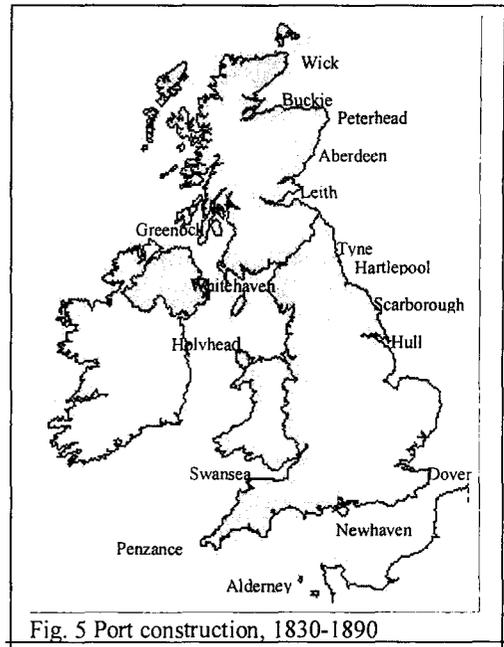 Wick
Buckie
Peterhead
Aberdeen
Leith
Greenock
Tyne
Hartlepool
Whitehaven
Scarborough
Holyhead
Hull
Swansea
Dover
Newhaven
Penzance
Alderney
Fig. 5 Port construction, 1830-1890